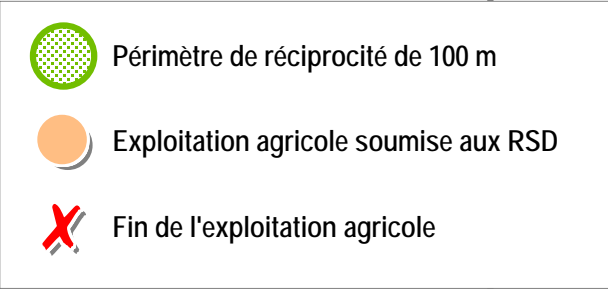 Périmètre de réciprocité de 100 m
Exploitation agricole soumise aux RSD
Fin de l'exploitation agricole